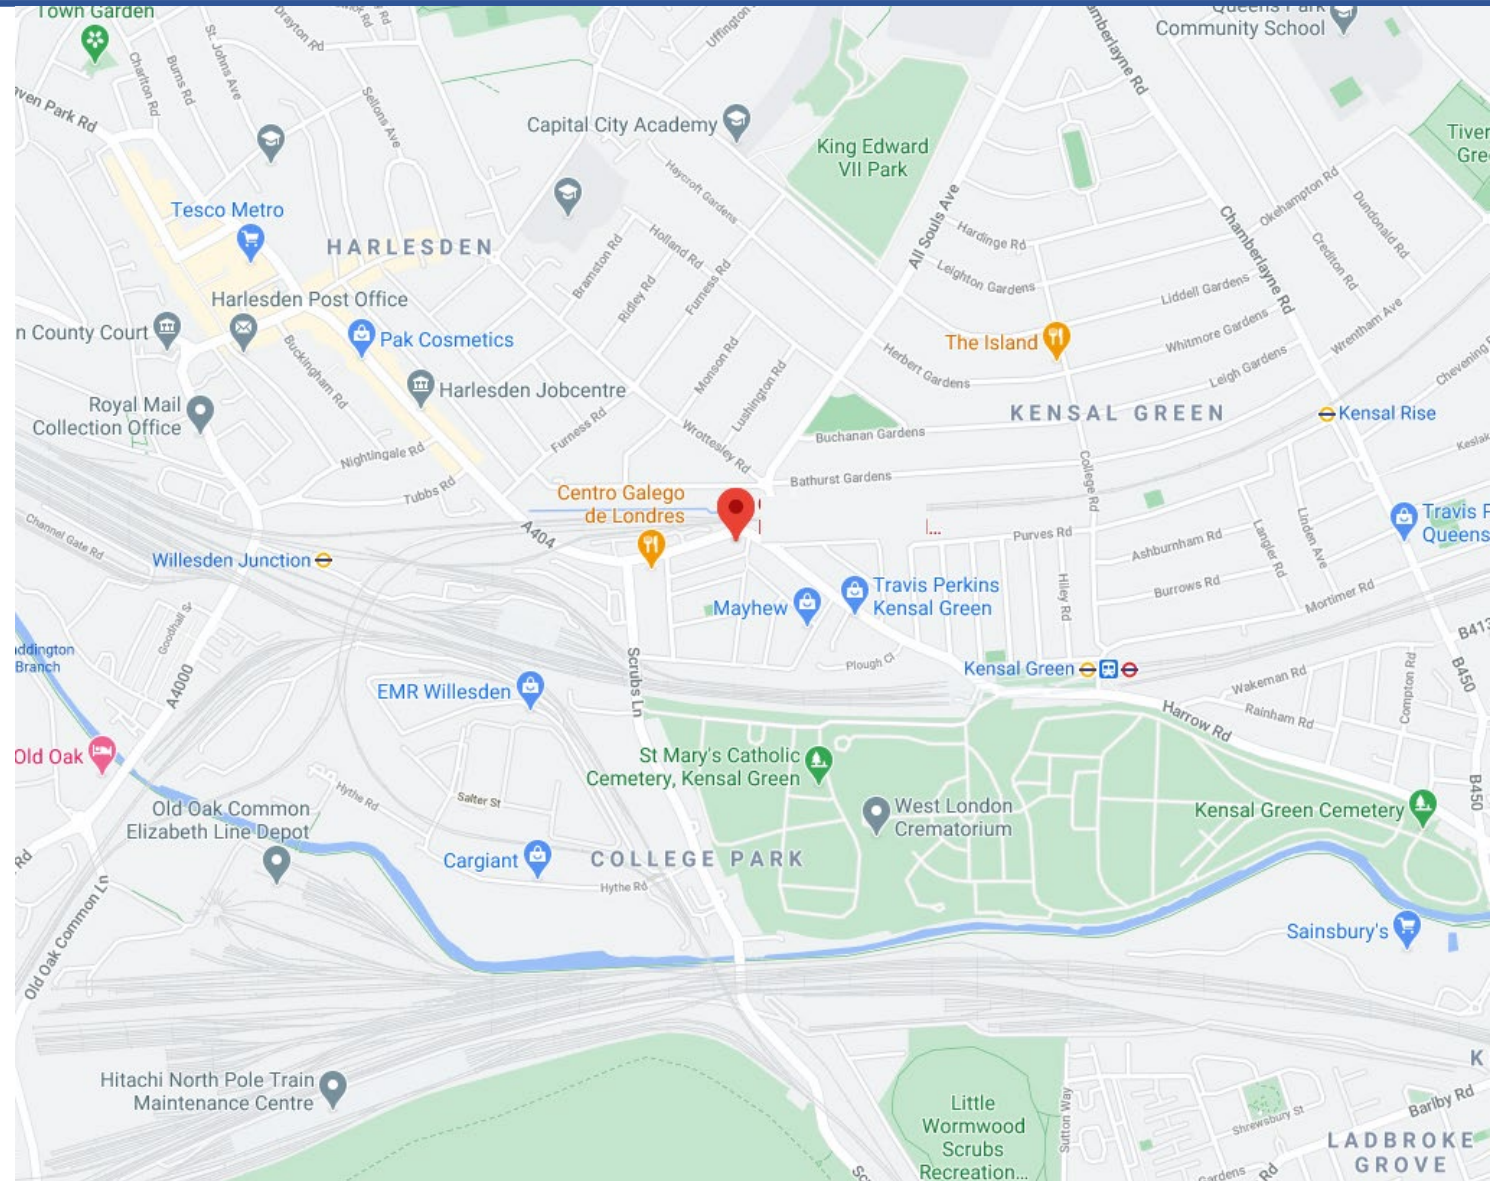 Town Garden
Drayton Rd
Uffington
Queens Park
Community School
St. Johns Ave
Charlton Rd
Burns Rd
Sellons Ave
Capital City Academy
King Edward
VII Park
Haycroft Gardens
All Souls Ave
Okehampton Rd
Dundonald Rd
Crediton Rd
Chamberlayne Rd
Tesco Metro
HARLESDEN
Holland Rd
Bramston Rd
Ridley Rd
Furness Rd
Hardinge Rd
Leighton Gardens
Liddell Gardens
Whitmore Gardens
Leigh Gardens
Wrentham Ave
Harlesden Post Office
n County Court
Pak Cosmetics
The Island
Herbert Gardens
Buckingham Rd
Harlesden Jobcentre
Monson Rd
Lushington Rd
Royal Mail
Collection Office
KENSAL GREEN
Kensal Rise
Furness Rd
Wrottesley Rd
Buchanan Gardens
Nightingale Rd
Tubbs Rd
Bathurst Gardens
College Rd
Centro Galego
de Londres
A404
Channel Gate Rd
Willesden Junction
Purves Rd
Ashburnham Rd
Langler Rd
Linden Ave
Burrows Rd
Mortimer Rd
Hiley Rd
Travis P
Queens
Mayhew
Travis Perkins
Kensal Green
Goodhall St
addington
Branch
A4000
Scrubs Ln
Plough Cl
Kensal Green
B413
B450
Wakeman Rd
Rainham Rd
Compton Rd
Harrow Rd
EMR Willesden
Old Oak
St Mary's Catholic
Cemetery, Kensal Green
West London
Crematorium
Kensal Green Cemetery
B450
Hythe Rd
Salter St
Old Oak Common
Elizabeth Line Depot
Cargiant
COLLEGE PARK
Hythe Rd
Rd
Old Oak Common Ln
Sainsbury's
Hitachi North Pole Train
Maintenance Centre
Little
Wormwood
Scrubs
Recreation...
Sutton Way
Shrewsbury St
Barlby Rd
K
LADBROKE
GROVE
Gardens
Rd
Sc